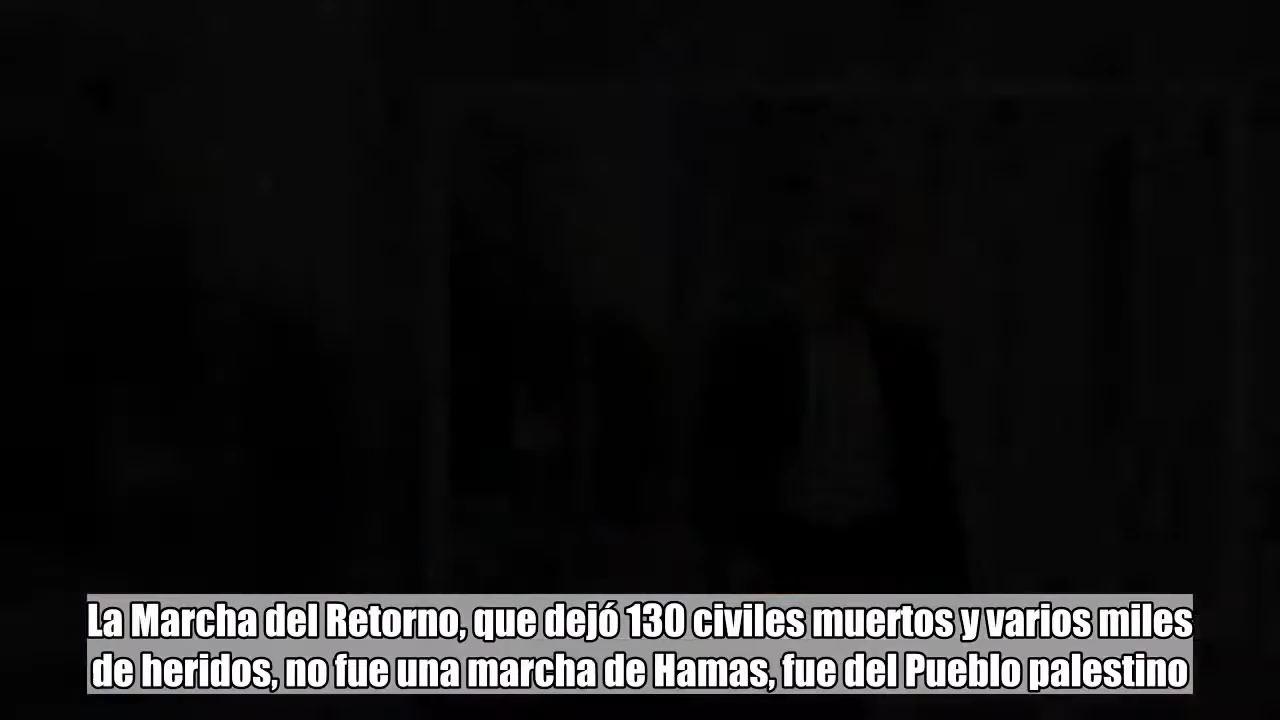 La Marcha del Retorno, que dejó 130 civiles muertos y varios miles
de heridos, no fue una marcha de Hamas, fue del Pueblo palestino